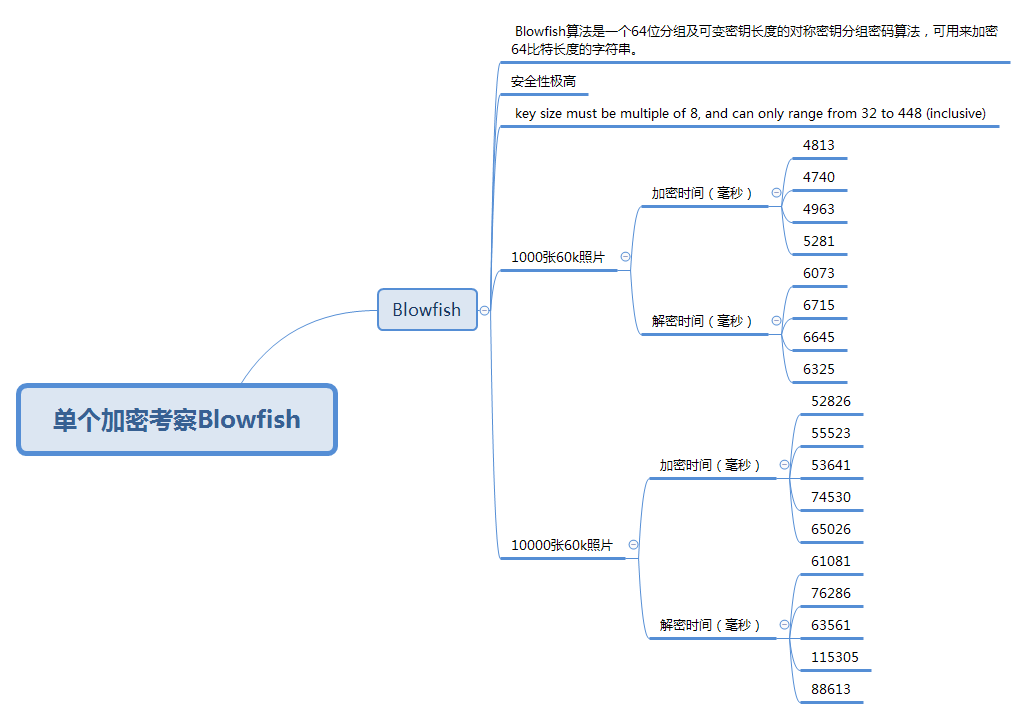 Blowfish算法是一个64位分组及可变密钥长度的对称密钥分组密码算法，可用来加密
64比特长度的字符串。
安全性极高
key size must be multiple of 8, and can only range from 32 to 448 (inclusive)
4813
4740
加密时间（毫秒）
4963
5281
1000张60k照片
6073
6715
解密时间（毫秒）
6645
6325
Blowfish
单个加密考察Blowfish
52826
55523
加密时间（毫秒）
53641
74530
65026
10000张60k照片
61081
76286
解密时间（毫秒）
63561
115305
88613